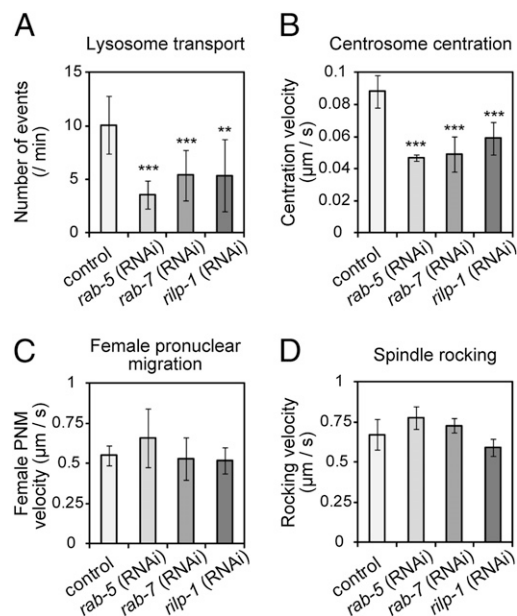 A
Lysosome transport
Number of events
(/ min)
15
10
5
0
***
***
**
control
rab-5 (RNAi)
rab-7 (RNAi)
rilp-1 (RNAi)
B
Centrosome centration
Centration velocity
(µm / s)
0.1
0.08
0.06
0.04
0.02
0
***
***
***
control
rab-5 (RNAi)
rab-7 (RNAi)
rilp-1 (RNAi)
C
Female pronuclear
migration
Female PNM
velocity (µm / s)
1
0.75
0.5
0.25
0
control
rab-5 (RNAi)
rab-7 (RNAi)
rilp-1 (RNAi)
D
Spindle rocking
Rocking velocity
(µm / s)
1
0.75
0.5
0.25
0
control
rab-5 (RNAi)
rab-7 (RNAi)
rilp-1 (RNAi)